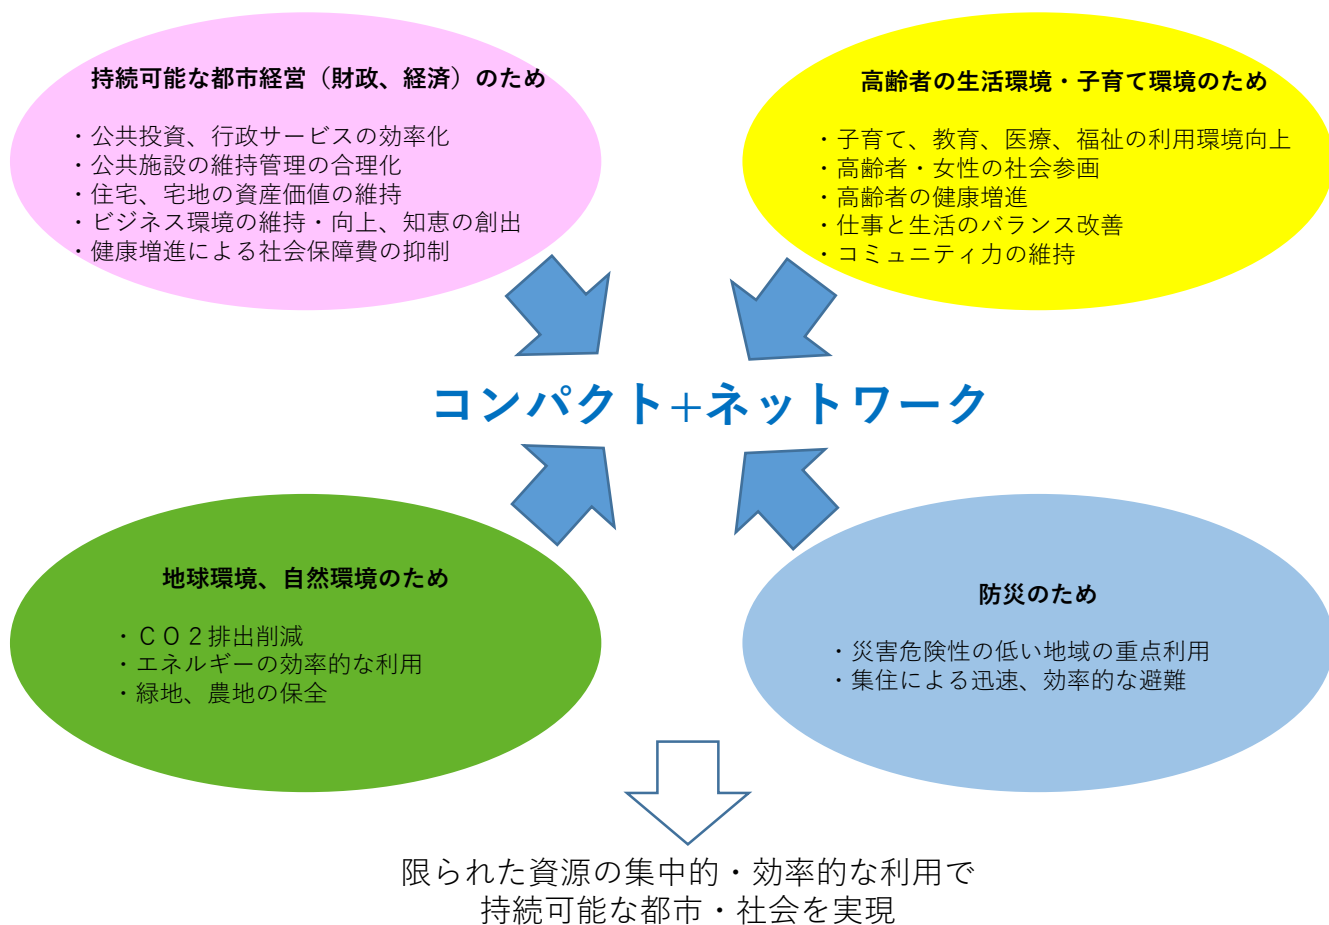 持続可能な都市経営（財政、経済）のため
・公共投資、行政サービスの効率化
・公共施設の維持管理の合理化
・住宅、宅地の資産価値の維持
・ビジネス環境の維持・向上、知恵の創出
・健康増進による社会保障費の抑制
高齢者の生活環境・子育て環境のため
・子育て、教育、医療、福祉の利用環境向上
・高齢者・女性の社会参画
・高齢者の健康増進
・仕事と生活のバランス改善
・コミュニティ力の維持
コンパクト+ネットワーク
地球環境、自然環境のため
・ＣＯ２排出削減
・エネルギーの効率的な利用
・緑地、農地の保全
防災のため
・災害危険性の低い地域の重点利用
・集住による迅速、効率的な避難
限られた資源の集中的・効率的な利用で
持続可能な都市・社会を実現